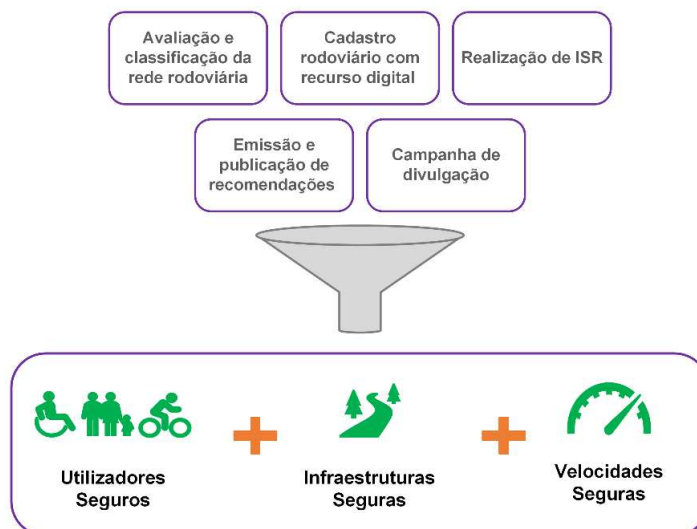 Avaliação e
classificação da
rede rodoviária
Cadastro
rodoviário com
recurso digital
Realização de ISR
Emissão e
publicação de
recomendações
Campanha de
divulgação
Utilizadores
Seguros
Infraestruturas
Seguras
Velocidades
Seguras